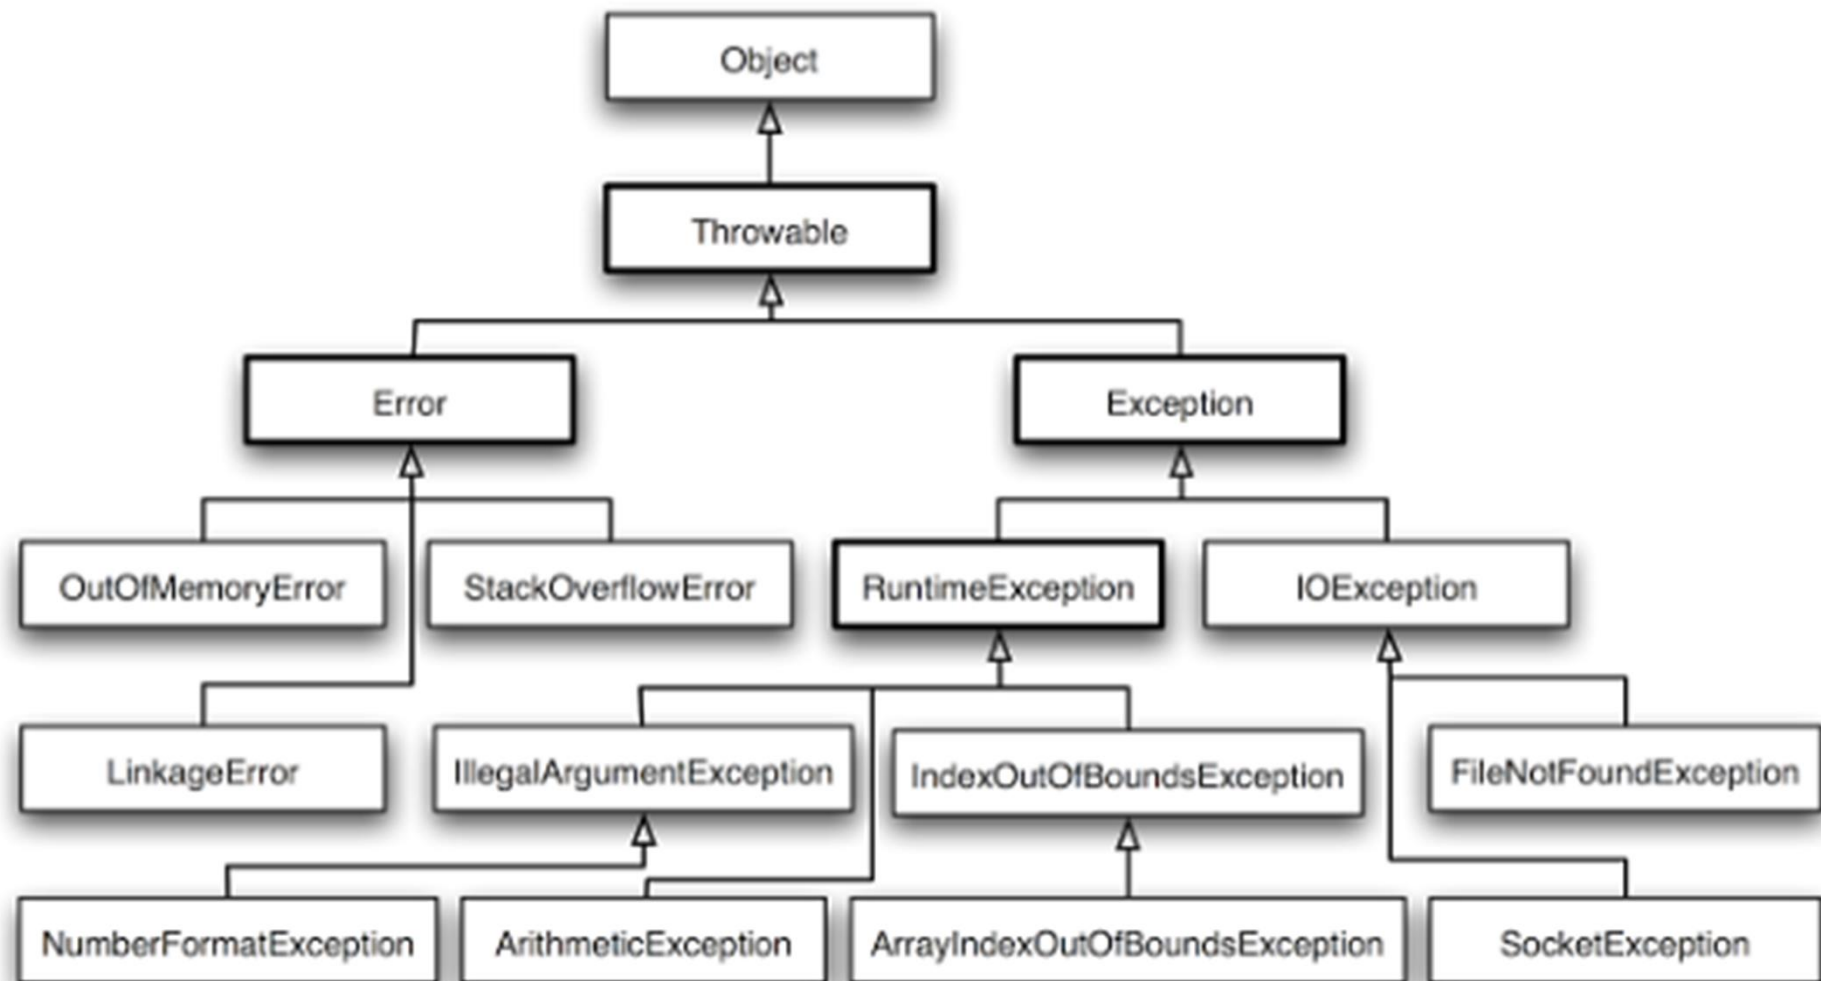 Object
Throwable
Error
Exception
OutOfMemoryError
StackOverflowError
RuntimeException
IOException
LinkageError
IllegalArgumentException
IndexOutOfBoundsException
FileNotFoundException
NumberFormatException
ArithmeticException
ArrayIndexOutOfBoundsException
SocketException